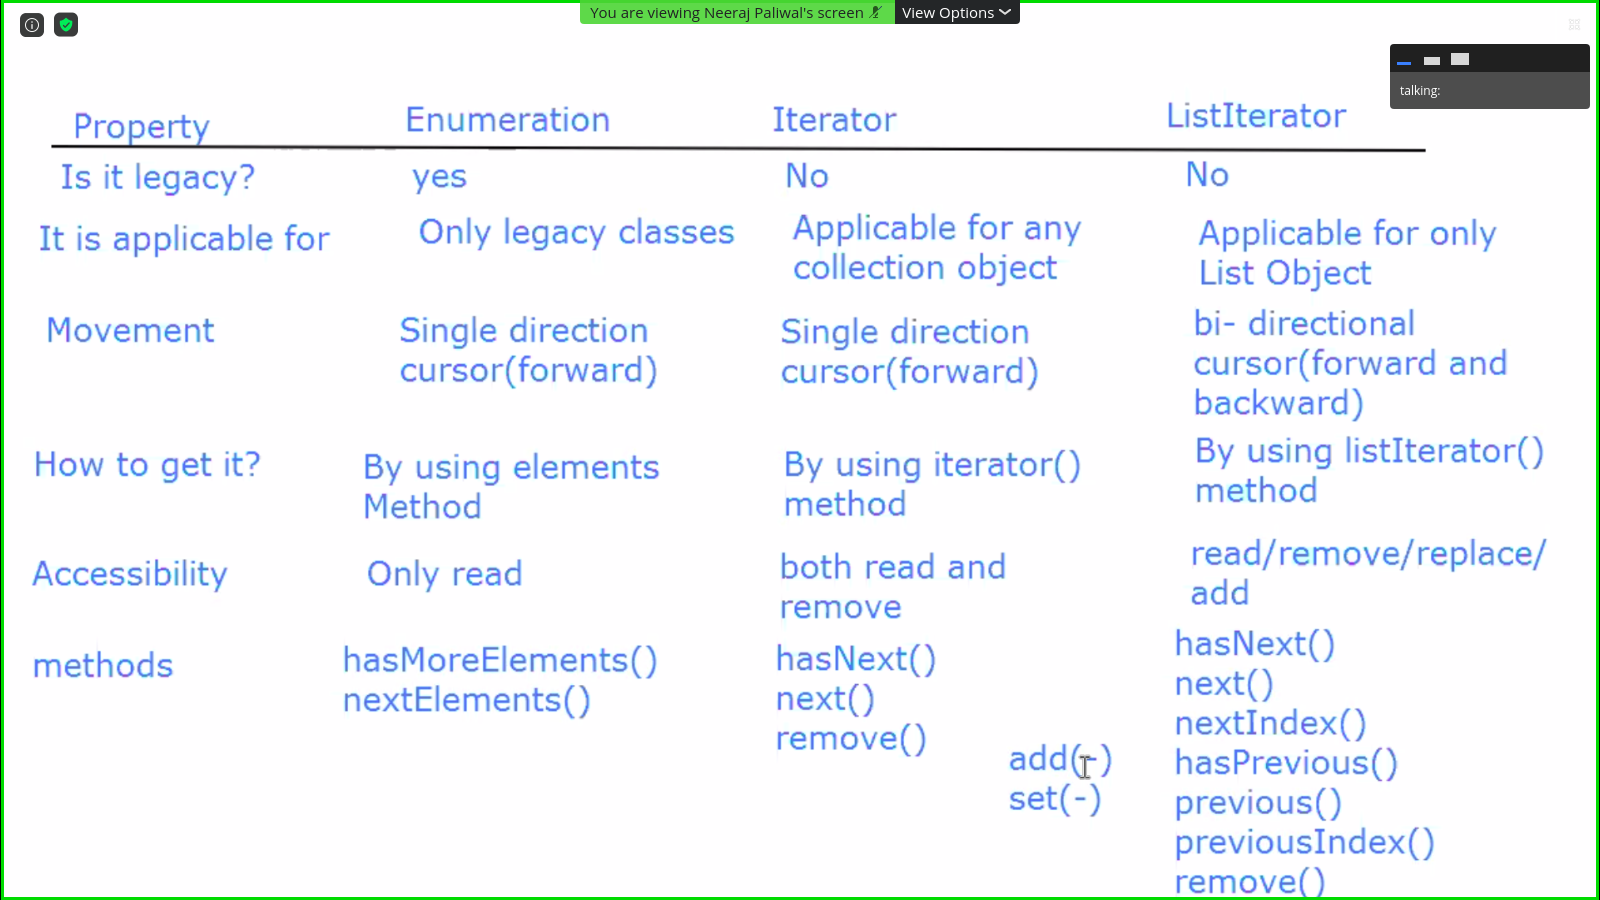 You are viewing Neeraj Paliwal's screen
View Options
talking:
Property Enumeration Iterator ListIterator
Is it legacy? yes No No
It is applicable for Only legacy classes Applicable for any collection object Applicable for only List Object
Movement Single direction cursor(forward) Single direction cursor(forward) bi- directional cursor(forward and backward)
How to get it? By using elements Method By using iterator() method By using listIterator() method
Accessibility Only read both read and remove read/remove/replace/ add
methods
hasMoreElements()
nextElements()
hasNext()
next()
remove()
add(-)
set(-)
hasNext()
next()
nextIndex()
hasPrevious()
previous()
previousIndex()
remove()